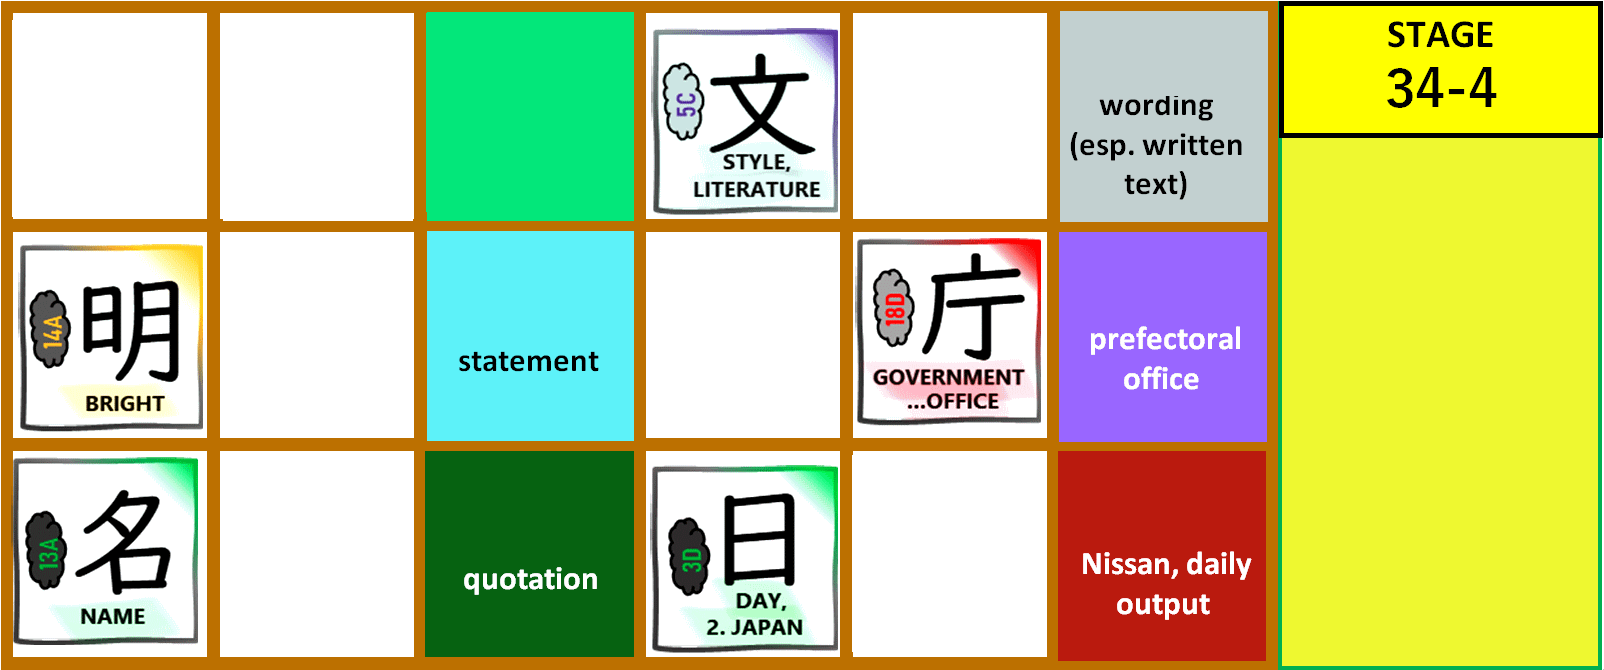 5C
文
STYLE,
LITERATURE
wording
(esp. written
text)
STAGE
34-4
14A
明
BRIGHT
statement
18D
庁
GOVERNMENT
...OFFICE
prefectoral
office
13A
名
NAME
quotation
3D
日
DAY,
2. JAPAN
Nissan, daily
output